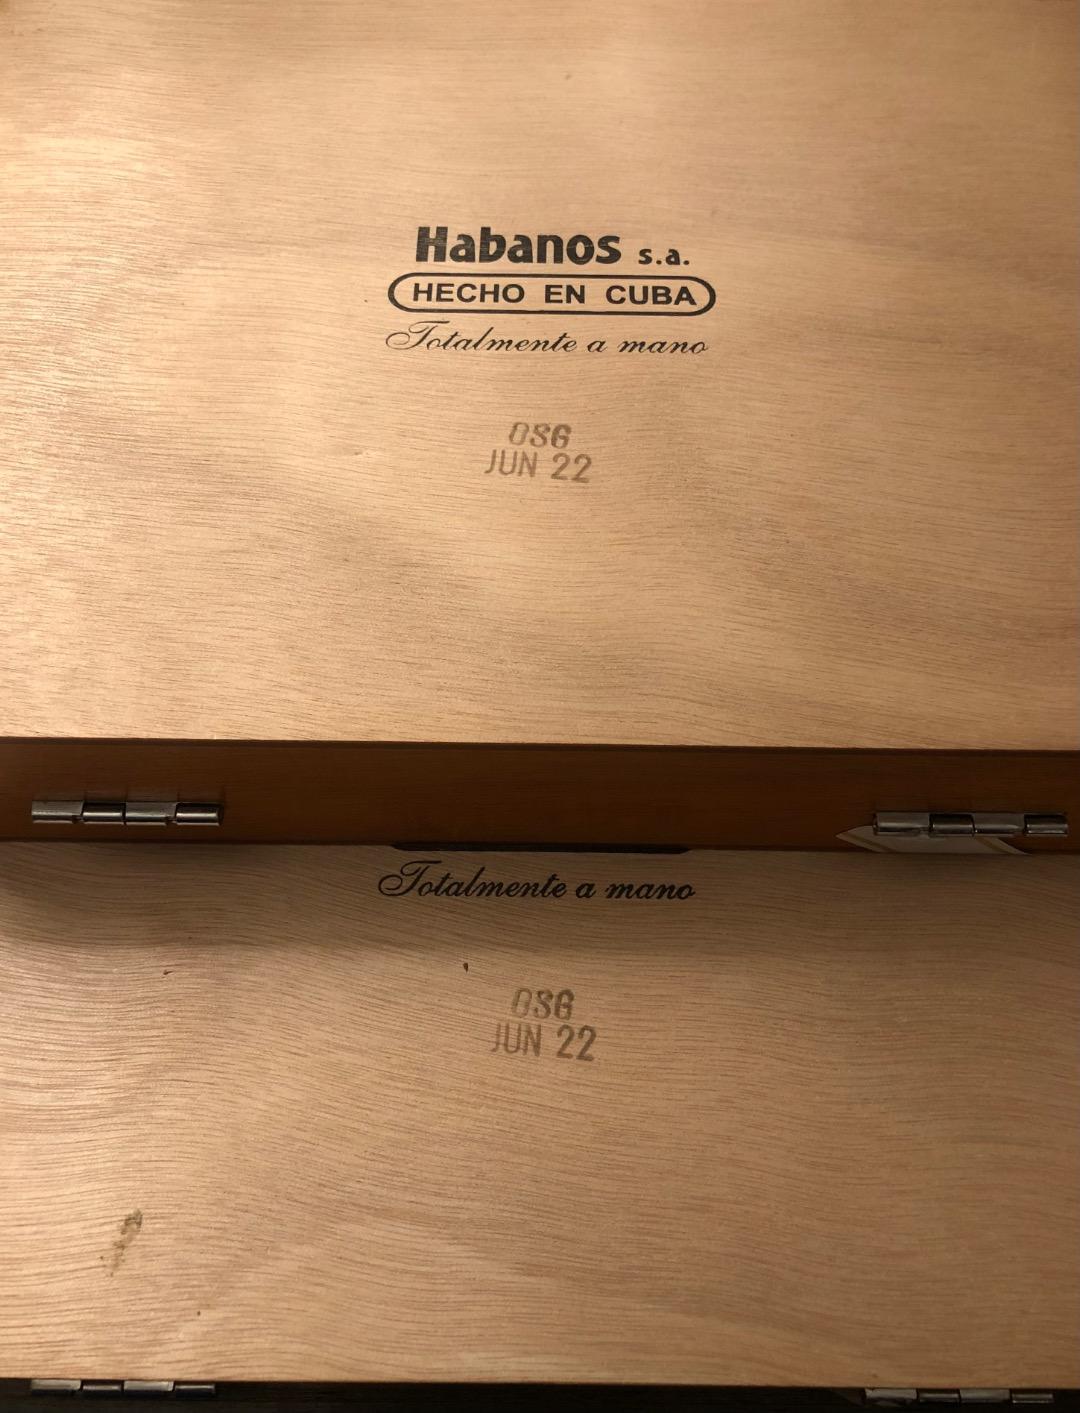 Habanos s.a.
HECHO EN CUBA
Totalmente a mano
OSG
JUN 22
Totalmente a mano
OSG
JUN 22